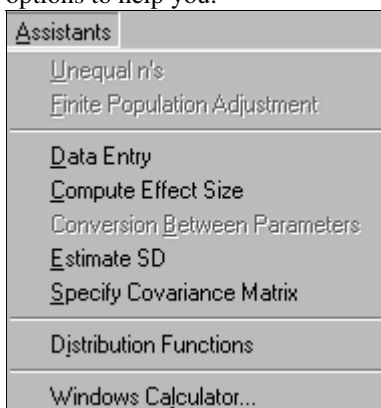 options to help you:
Assistants
Unequal n's
Finite Population Adjustment
Data Entry
Compute Effect Size
Conversion Between Parameters
Estimate SD
Specify Covariance Matrix
Distribution Functions
Windows Calculator...